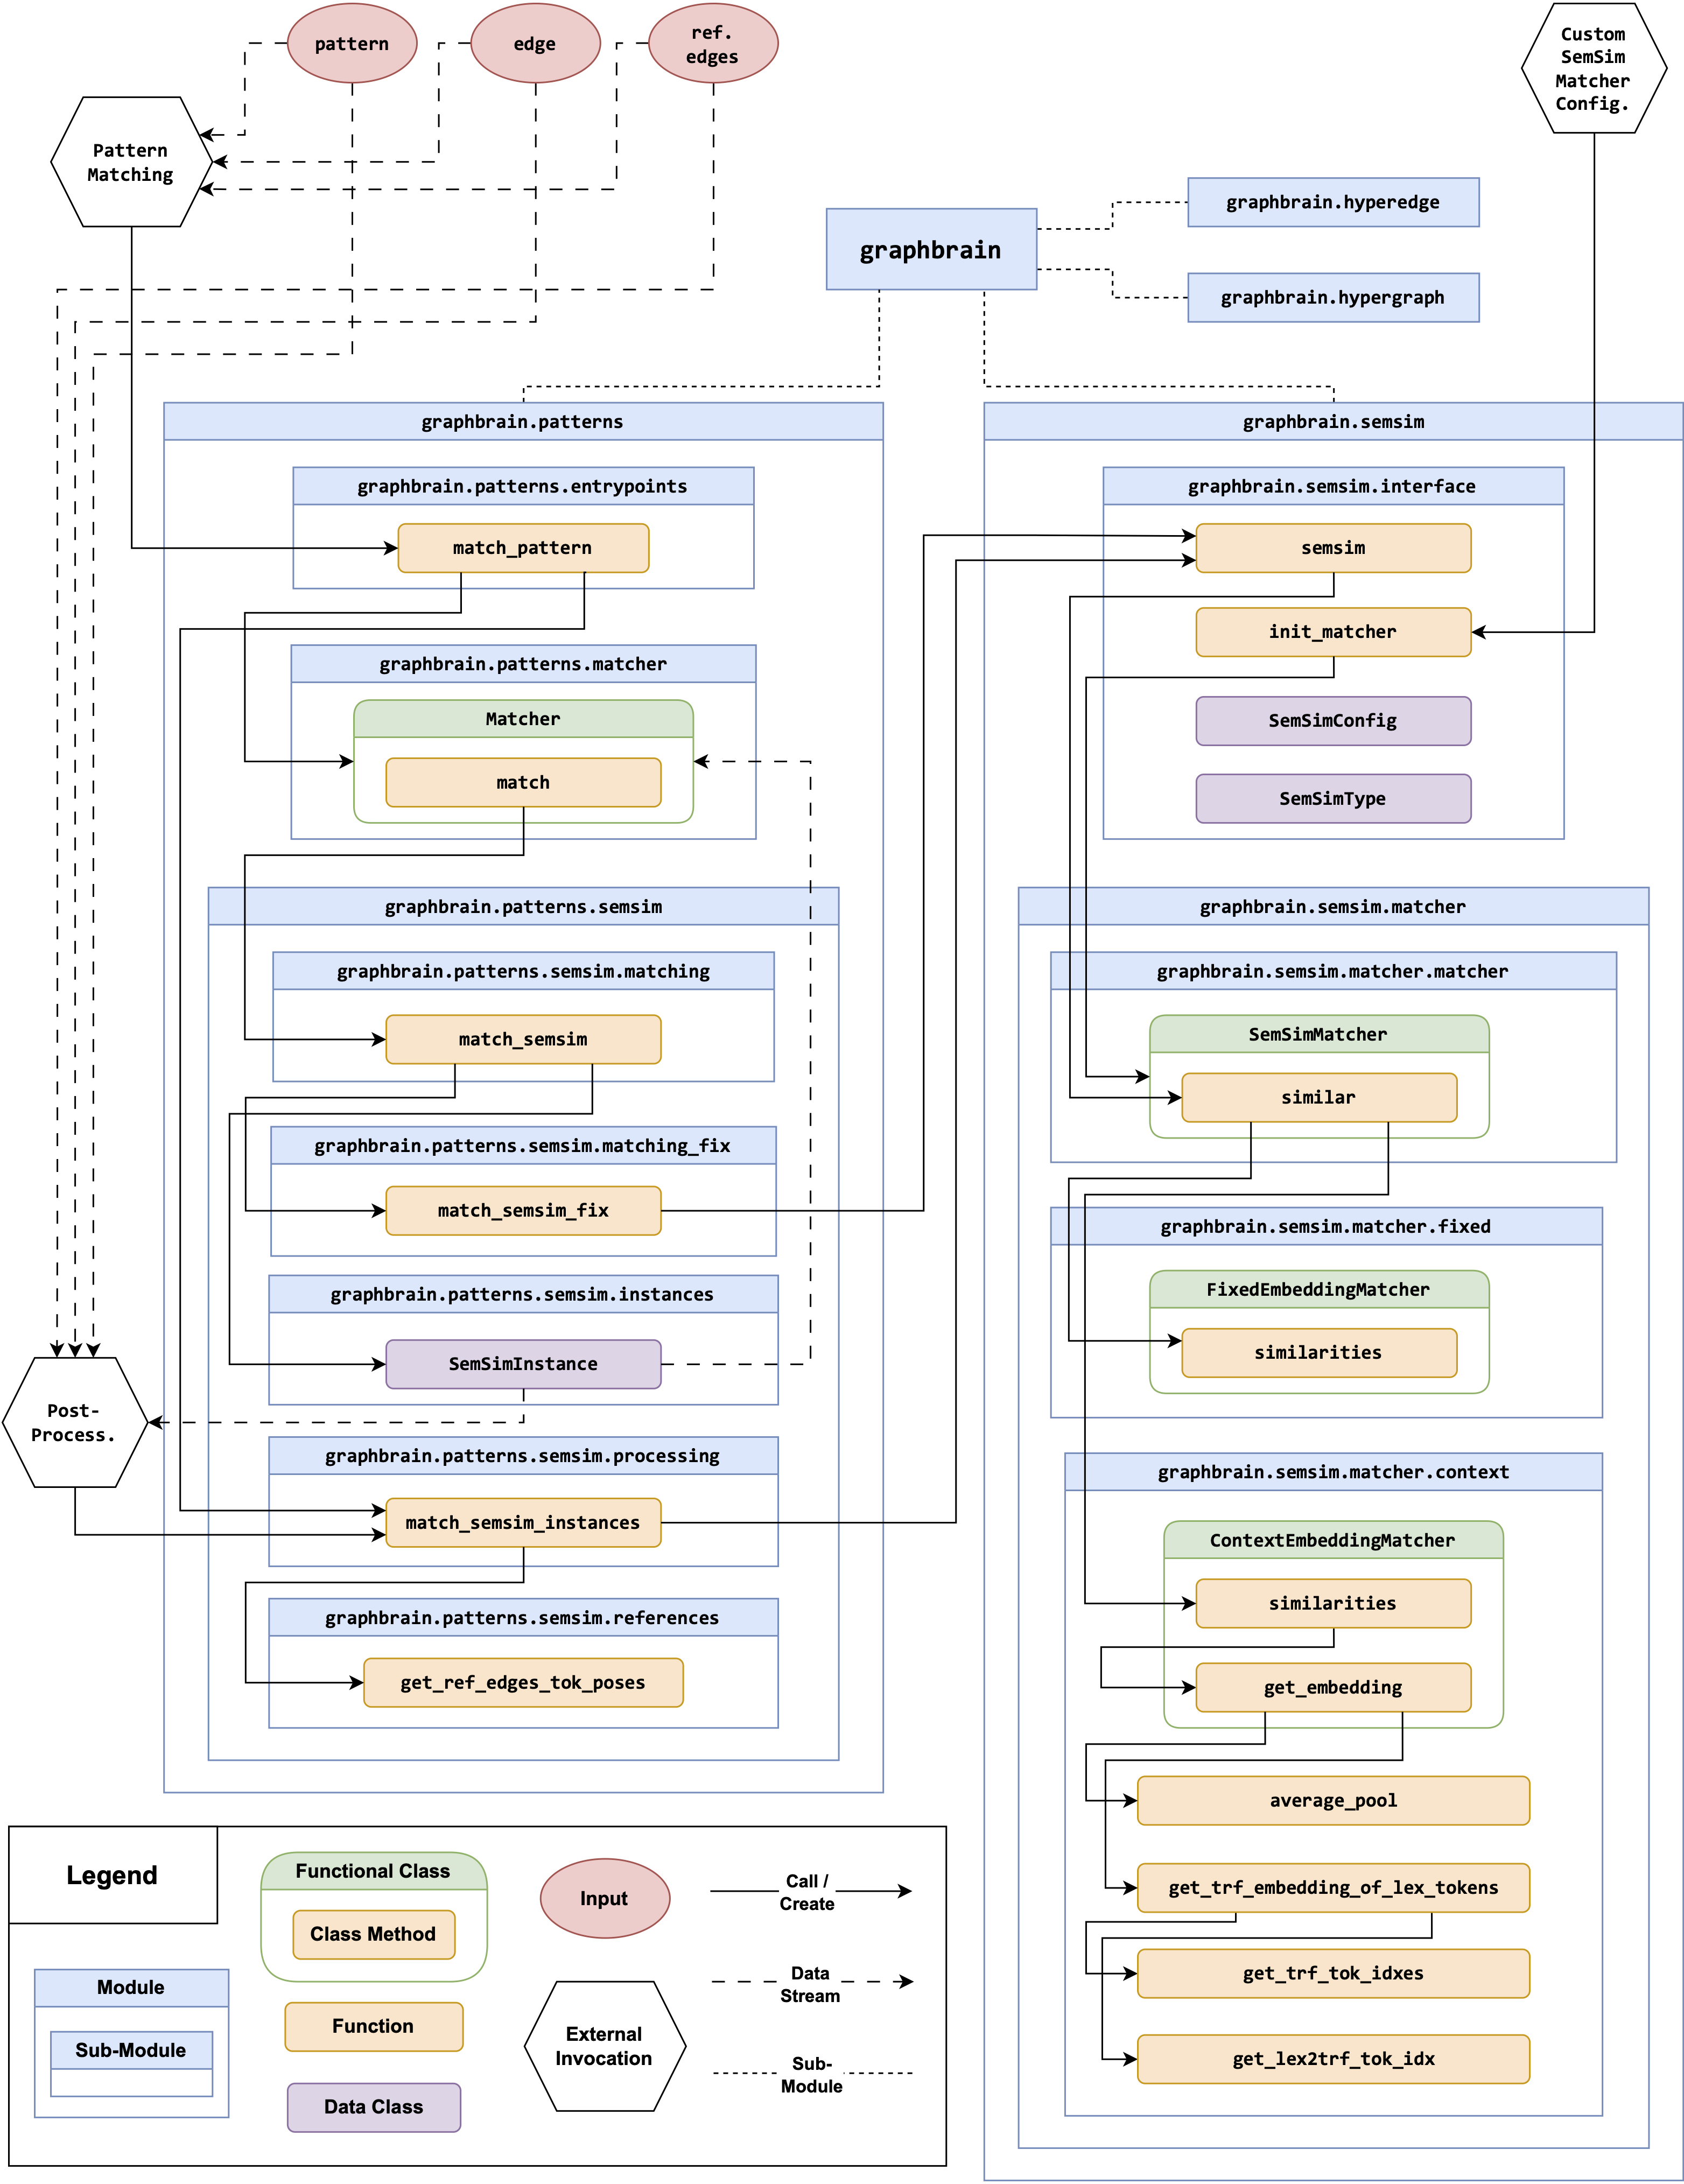 pattern
edge
ref.
edges
Custom
SemSim
Matcher
Config.
Pattern
Matching
graphbrain
graphbrain.hyperedge
graphbrain.hypergraph
graphbrain.patterns
graphbrain.patterns.entrypoints
match_pattern
graphbrain.patterns.matcher
Matcher
match
graphbrain.patterns.semsim
graphbrain.patterns.semsim.matching
match_semsim
graphbrain.patterns.semsim.matching_fix
match_semsim_fix
graphbrain.patterns.semsim.instances
SemSimInstance
Post-
Process.
graphbrain.patterns.semsim.processing
match_semsim_instances
graphbrain.patterns.semsim.references
get_ref_edges_tok_poses
graphbrain.semsim
graphbrain.semsim.interface
semsim
init_matcher
SemSimConfig
SemSimType
graphbrain.semsim.matcher
graphbrain.semsim.matcher.matcher
SemSimMatcher
similar
graphbrain.semsim.matcher.fixed
FixedEmbeddingMatcher
similarities
graphbrain.semsim.matcher.context
ContextEmbeddingMatcher
similarities
get_embedding
average_pool
get_trf_embedding_of_lex_tokens
get_trf_tok_idxes
get_lex2trf_tok_idx
Legend
Module
Sub-Module
Functional Class
Class Method
Function
Data Class
Input
External
Invocation
Call /
Create
Data
Stream
Sub-
Module